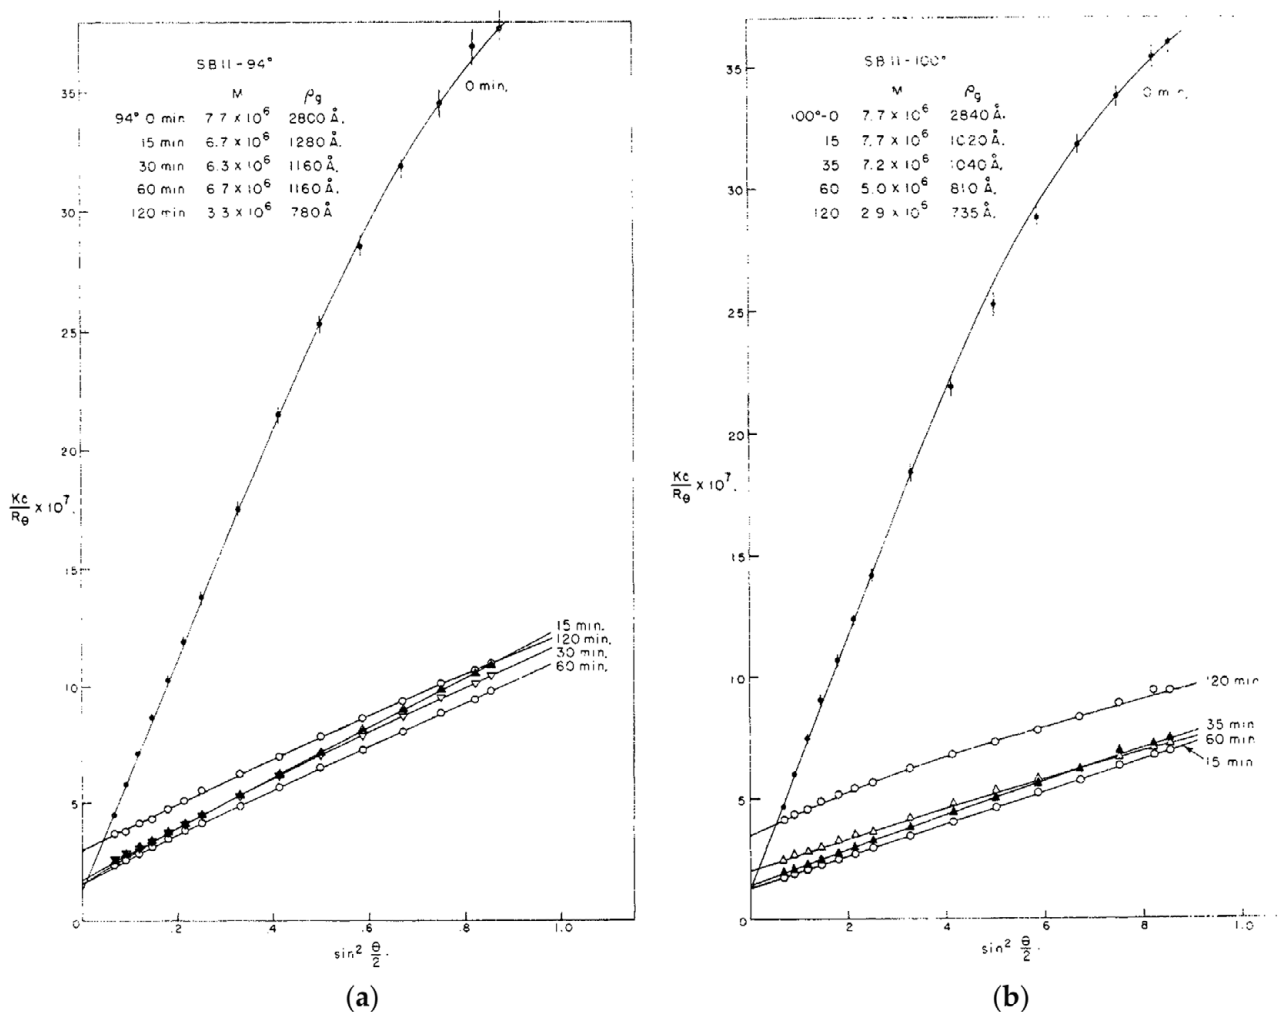 SB11-94°
M ρg
94° 0 min 7.7 x 10⁶ 2800 Å.
15 min 6.7 x 10⁶ 1280 Å.
30 min 6.3 x 10⁶ 1160 Å.
60 min 6.7 x 10⁶ 1160 Å.
120 min 3.3 x 10⁶ 780 Å
0 min.
35
30
25
20
15
10
5
0
Kc/Rθ x 10⁷.
15 min.
120 min.
30 min.
60 min.
.2 .4 .6 .8 1.0
sin² θ/2.
(a)
SB11-100°
M ρg
100°-0 7.7 x 10⁶ 2840 Å.
15 7.7 x 10⁶ 1020 Å.
35 7.2 x 10⁶ 1040 Å.
60 5.0 x 10⁶ 810 Å.
120 2.9 x 10⁶ 735 Å.
0 min.
35
30
25
20
15
10
5
0
Kc/Rθ x 10⁷.
120 min
35 min
60 min.
15 min
.2 .4 .6 .8 1.0
sin² θ/2.
(b)